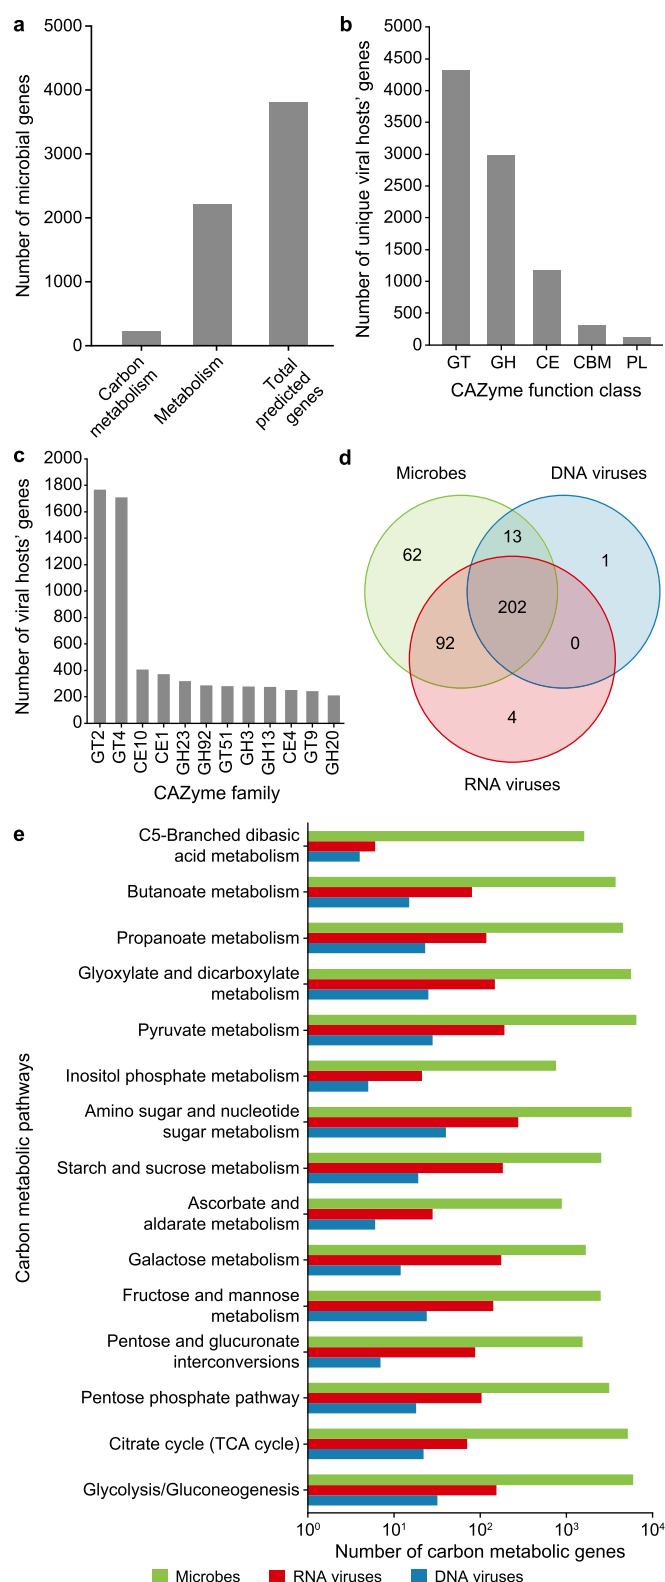 a
Number of microbial genes
5000
4000
3000
2000
1000
0
Carbon
metabolism
Metabolism
Total
predicted
genes
b
Number of unique viral hosts' genes
5000
4500
4000
3500
3000
2500
2000
1500
1000
500
0
GT GH CE CBM PL
CAZyme function class
c
Number of viral hosts' genes
2000
1800
1600
1400
1200
1000
800
600
400
200
0
GT2
GT4
CE10
CE1
GH23
GH92
GT51
GH3
GH13
CE4
GT9
GH20
CAZyme family
d
Microbes DNA viruses
13
62
1
202
92
0
4
RNA viruses
e
Carbon metabolic pathways
C5-Branched dibasic
acid metabolism
Butanoate metabolism
Propanoate metabolism
Glyoxylate and dicarboxylate
metabolism
Pyruvate metabolism
Inositol phosphate metabolism
Amino sugar and nucleotide
sugar metabolism
Starch and sucrose metabolism
Ascorbate and
aldarate metabolism
Galactose metabolism
Fructose and mannose
metabolism
Pentose and glucuronate
interconversions
Pentose phosphate pathway
Citrate cycle (TCA cycle)
Glycolysis/Gluconeogenesis
10⁰ 10¹ 10² 10³ 10⁴
Number of carbon metabolic genes
Microbes RNA viruses DNA viruses